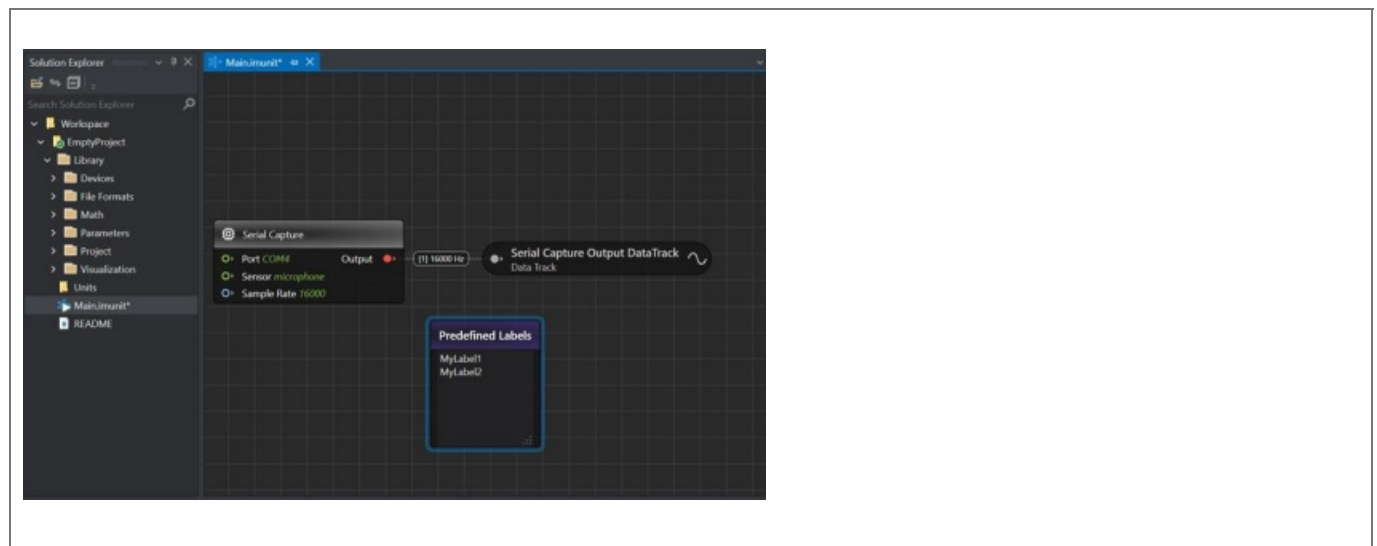 Solution Explorer
Main.imunit*
Search Solution Explorer
Workspace
EmptyProject
Library
Devices
File Formats
Math
Parameters
Project
Visualization
Units
Main.imunit*
README
Serial Capture
Port COM4 Output
Sensor microphone
Sample Rate 16000
[1] 16000 Hz
Serial Capture Output DataTrack
Data Track
Predefined Labels
MyLabel1
MyLabel2